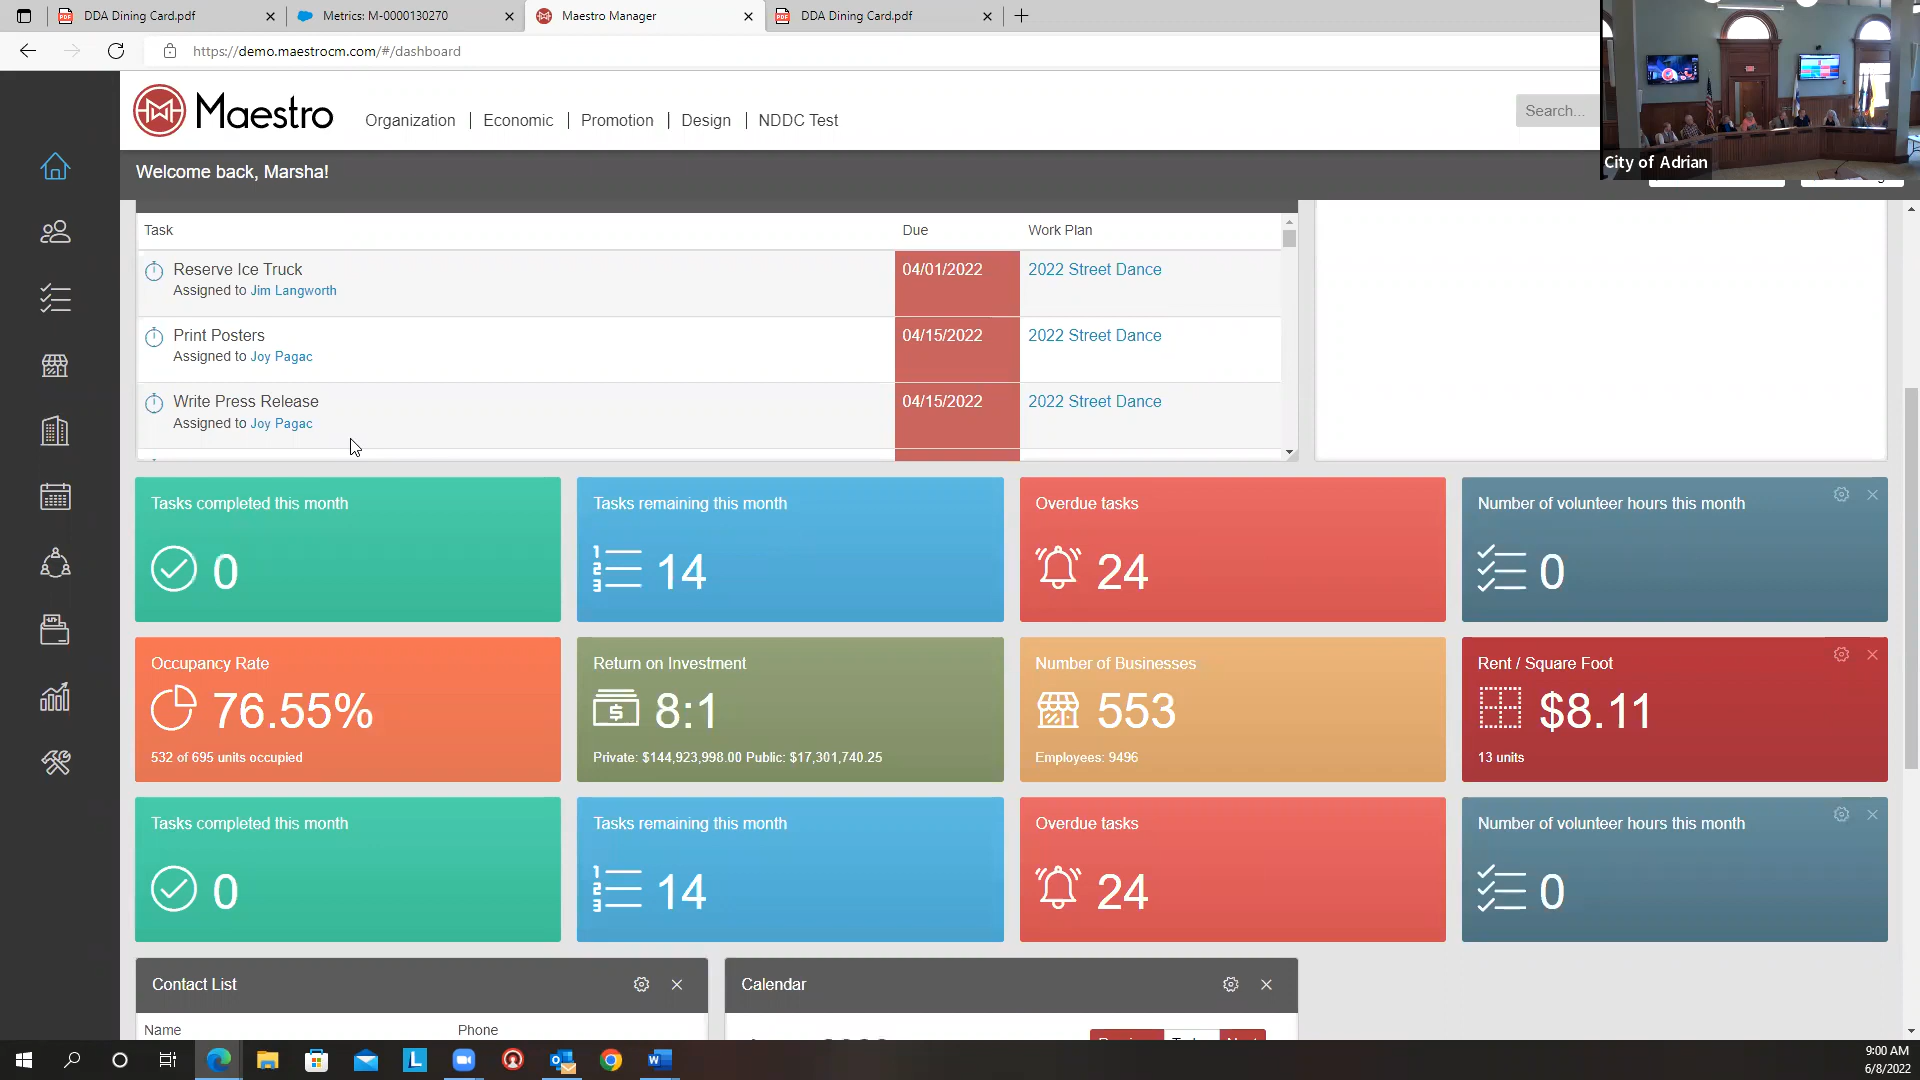 DDA Dining Card.pdf
Metrics: M-0000130270
Maestro Manager
DDA Dining Card.pdf
https://demo.maestrocm.com/#/dashboard
Maestro
Organization | Economic | Promotion | Design | NDDC Test
Search...
City of Adrian
Welcome back, Marsha!
Task Due Work Plan
Reserve Ice Truck 04/01/2022 2022 Street Dance
Assigned to Jim Langworth
Print Posters 04/15/2022 2022 Street Dance
Assigned to Joy Pagac
Write Press Release 04/15/2022 2022 Street Dance
Assigned to Joy Pagac
Tasks completed this month
0
Tasks remaining this month
14
Overdue tasks
24
Number of volunteer hours this month
0
Occupancy Rate
76.55%
532 of 695 units occupied
Return on Investment
8:1
Private: $144,923,998.00 Public: $17,301,740.25
Number of Businesses
553
Employees: 9496
Rent / Square Foot
$8.11
13 units
Tasks completed this month
0
Tasks remaining this month
14
Overdue tasks
24
Number of volunteer hours this month
0
Contact List
Name Phone
Calendar
9:00 AM
6/8/2022